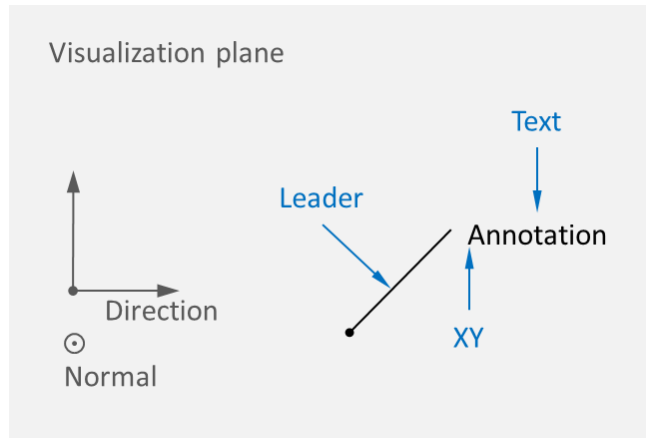 Visualization plane
Text
Leader
Annotation
Direction
XY
Normal